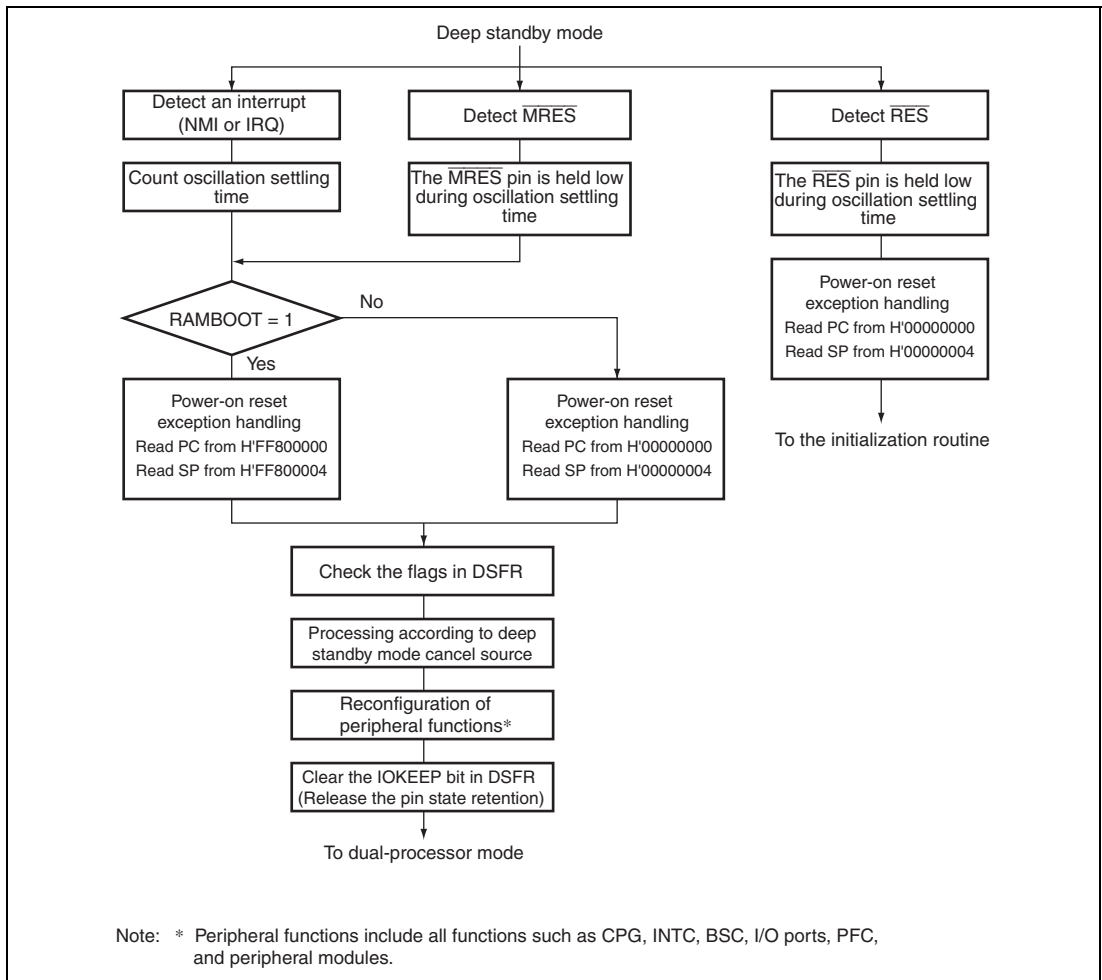 Deep standby mode
Detect an interrupt
(NMI or IRQ)
Count oscillation settling
time
Detect M̅R̅E̅S̅
The M̅R̅E̅S̅ pin is held low
during oscillation settling
time
Detect R̅E̅S̅
The R̅E̅S̅ pin is held low
during oscillation settling
time
Power-on reset
exception handling
Read PC from H'00000000
Read SP from H'00000004
To the initialization routine
RAMBOOT = 1
No
Yes
Power-on reset
exception handling
Read PC from H'FF800000
Read SP from H'FF800004
Power-on reset
exception handling
Read PC from H'00000000
Read SP from H'00000004
Check the flags in DSFR
Processing according to deep
standby mode cancel source
Reconfiguration of
peripheral functions*
Clear the IOKEEP bit in DSFR
(Release the pin state retention)
To dual-processor mode
Note: * Peripheral functions include all functions such as CPG, INTC, BSC, I/O ports, PFC,
and peripheral modules.